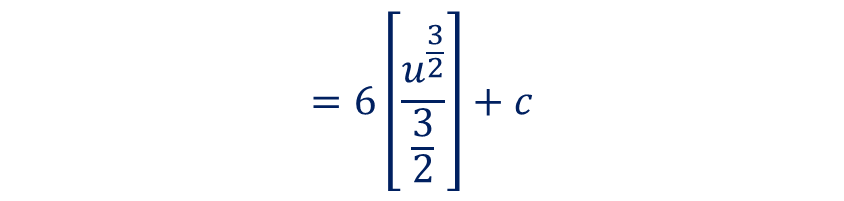 = 6 [u^(3/2) / (3/2)] + c